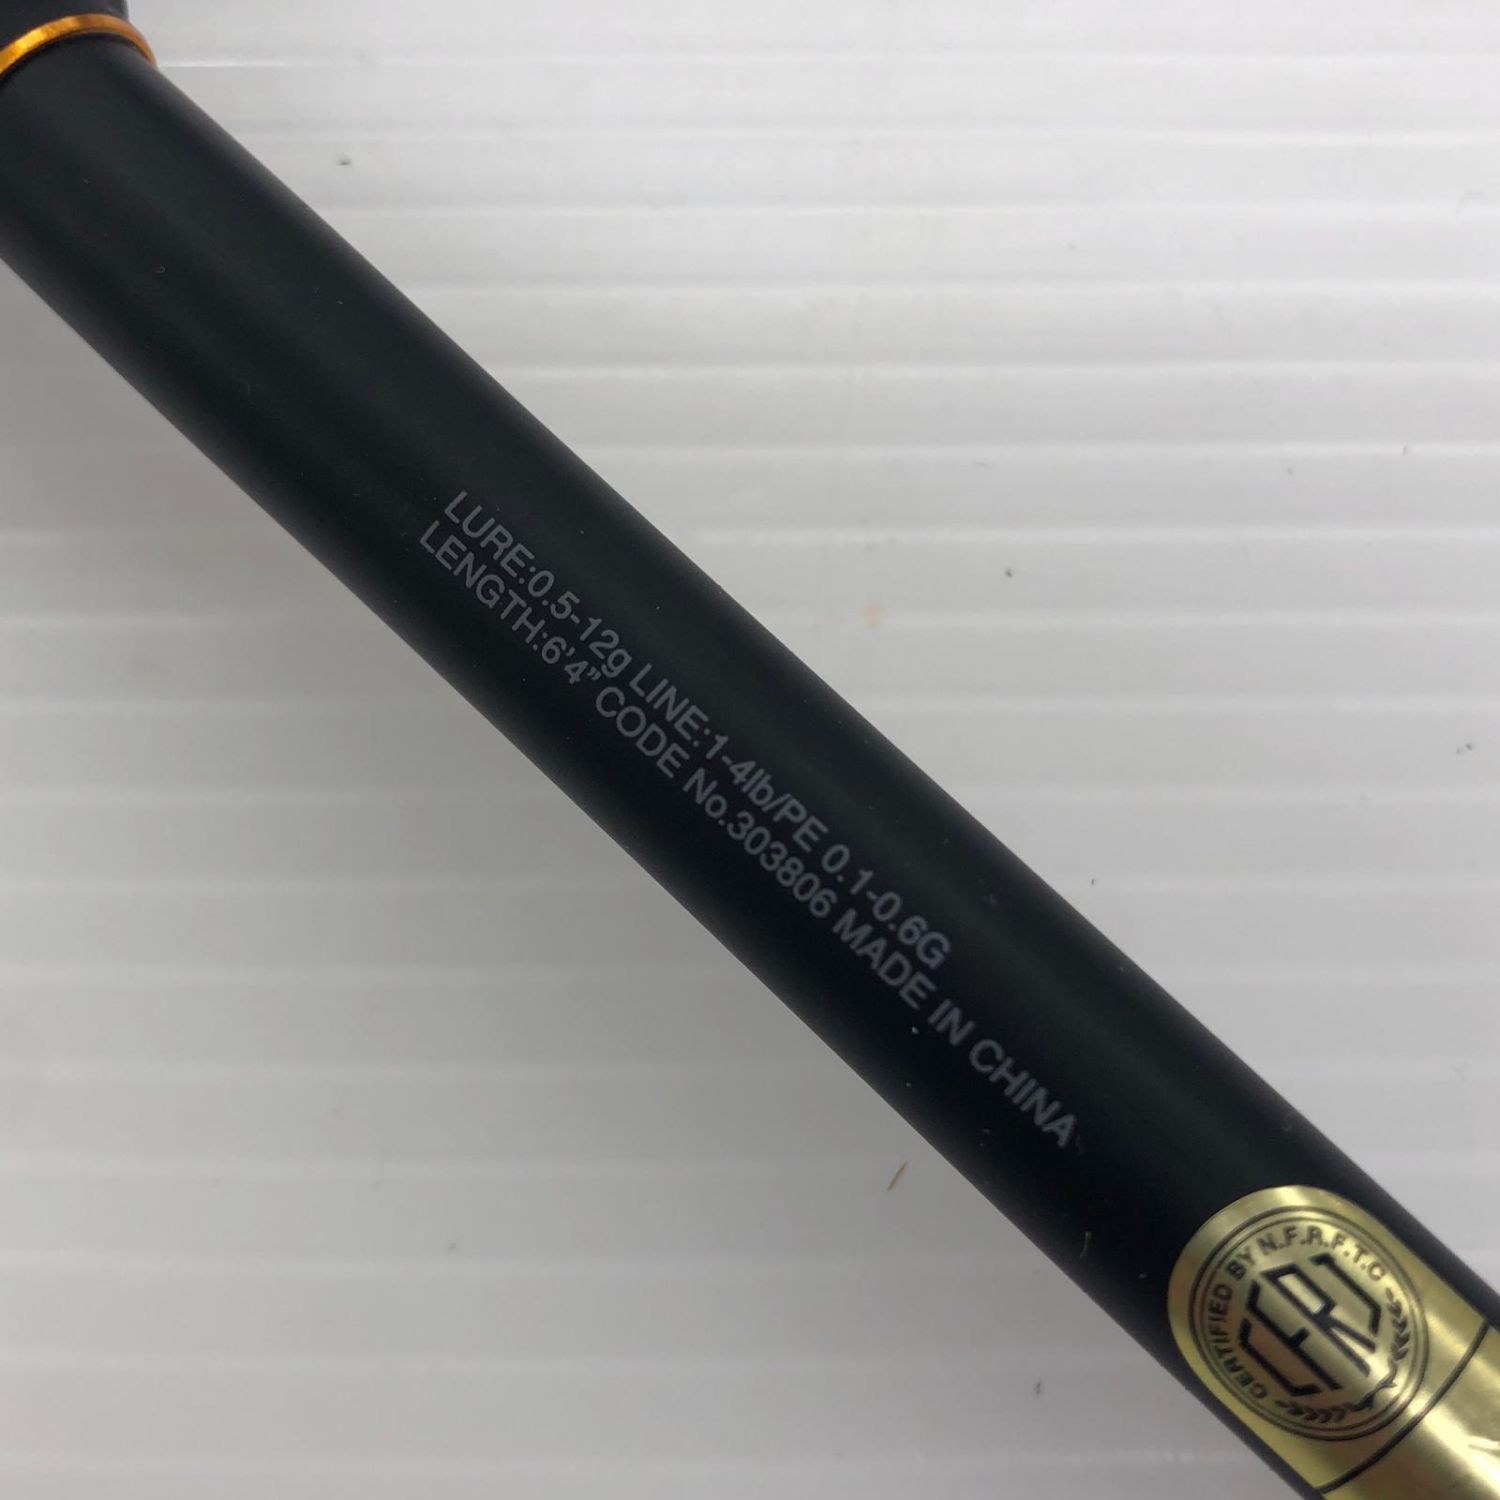 LURE:0.5-12g LINE:1-4lb/PE 0.1-0.6G
LENGTH:6'4" CODE No.303806 MADE IN CHINA
CERTIFIED BY N.F.R.F.T.C